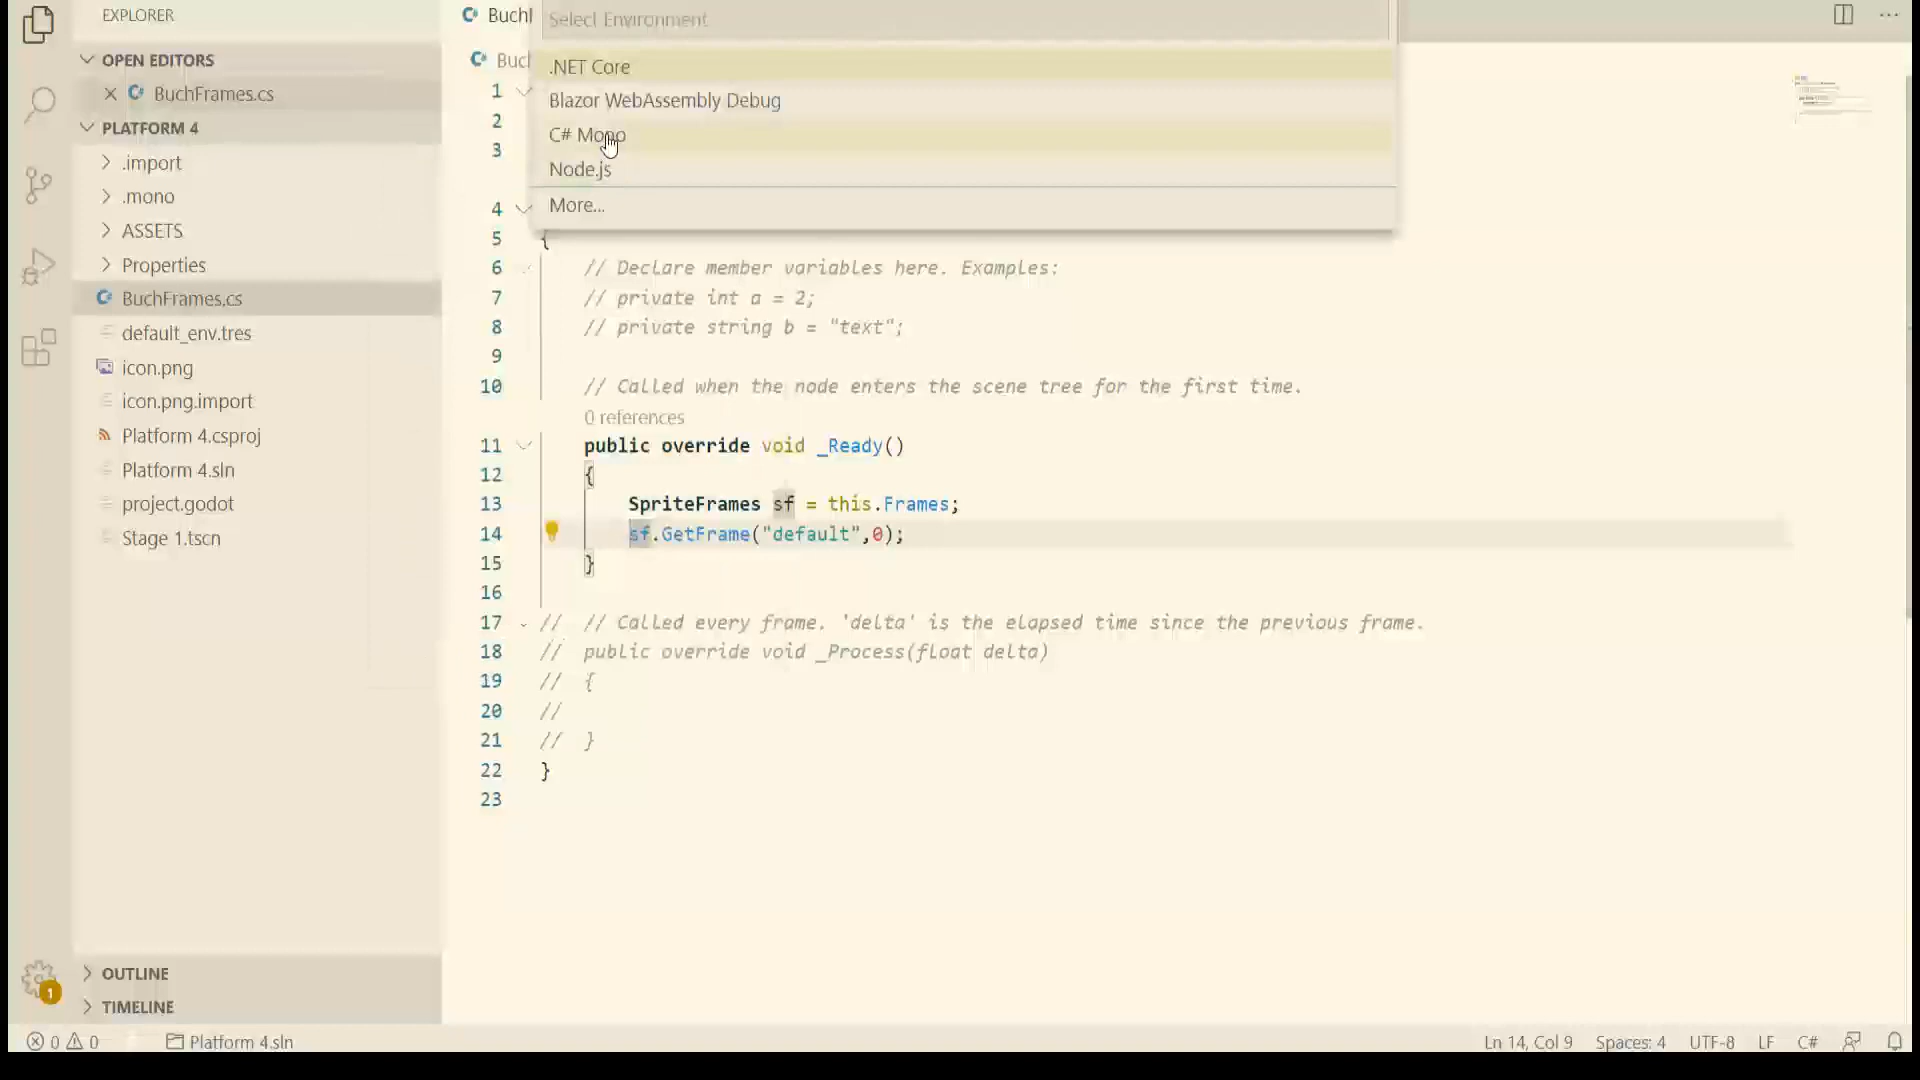 EXPLORER
OPEN EDITORS
BuchFrames.cs
PLATFORM 4
.import
.mono
ASSETS
Properties
BuchFrames.cs
default_env.tres
icon.png
icon.png.import
Platform 4.csproj
Platform 4.sln
project.godot
Stage 1.tscn
OUTLINE
TIMELINE
1
Select Environment
.NET Core
Blazor WebAssembly Debug
C# Mono
Node.js
More...
1
2
3
4
5 {
6 // Declare member variables here. Examples:
7 // private int a = 2;
8 // private string b = "text";
9
10 // Called when the node enters the scene tree for the first time.
0 references
11 public override void _Ready()
12 {
13 SpriteFrames sf = this.Frames;
14 sf.GetFrame("default",0);
15 }
16
17 // // Called every frame. 'delta' is the elapsed time since the previous frame.
18 // public override void _Process(float delta)
19 // {
20 //
21 // }
22 }
23
0 0 Platform 4.sln Ln 14, Col 9 Spaces: 4 UTF-8 LF C#